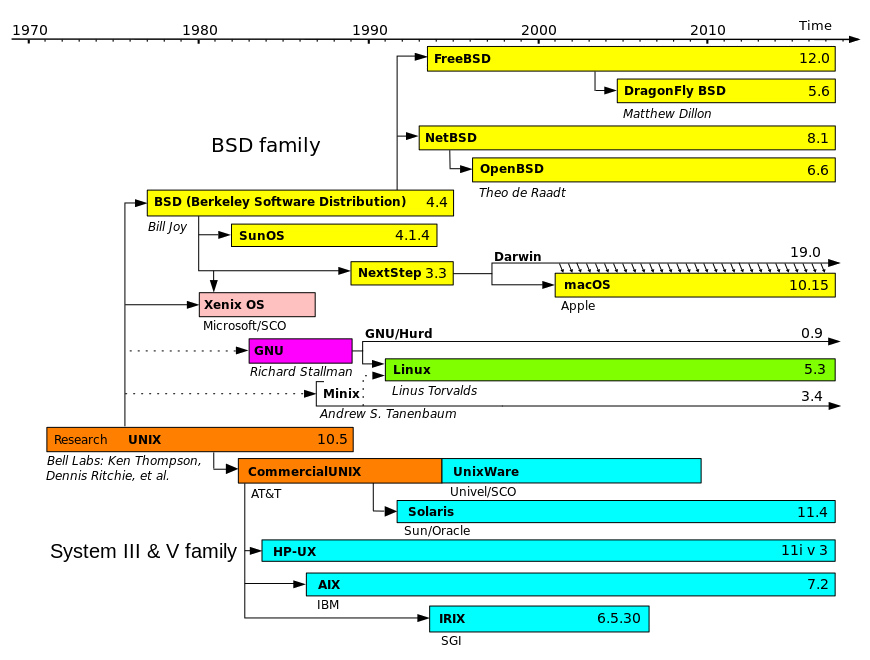 1970 1980 1990 2000 2010 Time
FreeBSD 12.0
DragonFly BSD 5.6
Matthew Dillon
NetBSD 8.1
BSD family
OpenBSD 6.6
Theo de Raadt
BSD (Berkeley Software Distribution) 4.4
Bill Joy
SunOS 4.1.4
Darwin 19.0
NextStep 3.3
macOS 10.15
Apple
Xenix OS
Microsoft/SCO
GNU/Hurd 0.9
GNU
Richard Stallman
Linux 5.3
Linus Torvalds
Minix 3.4
Andrew S. Tanenbaum
Research UNIX 10.5
Bell Labs: Ken Thompson,
Dennis Ritchie, et al.
CommercialUNIX UnixWare
AT&T Univel/SCO
Solaris 11.4
Sun/Oracle
System III & V family
HP-UX 11i v 3
AIX 7.2
IBM
IRIX 6.5.30
SGI